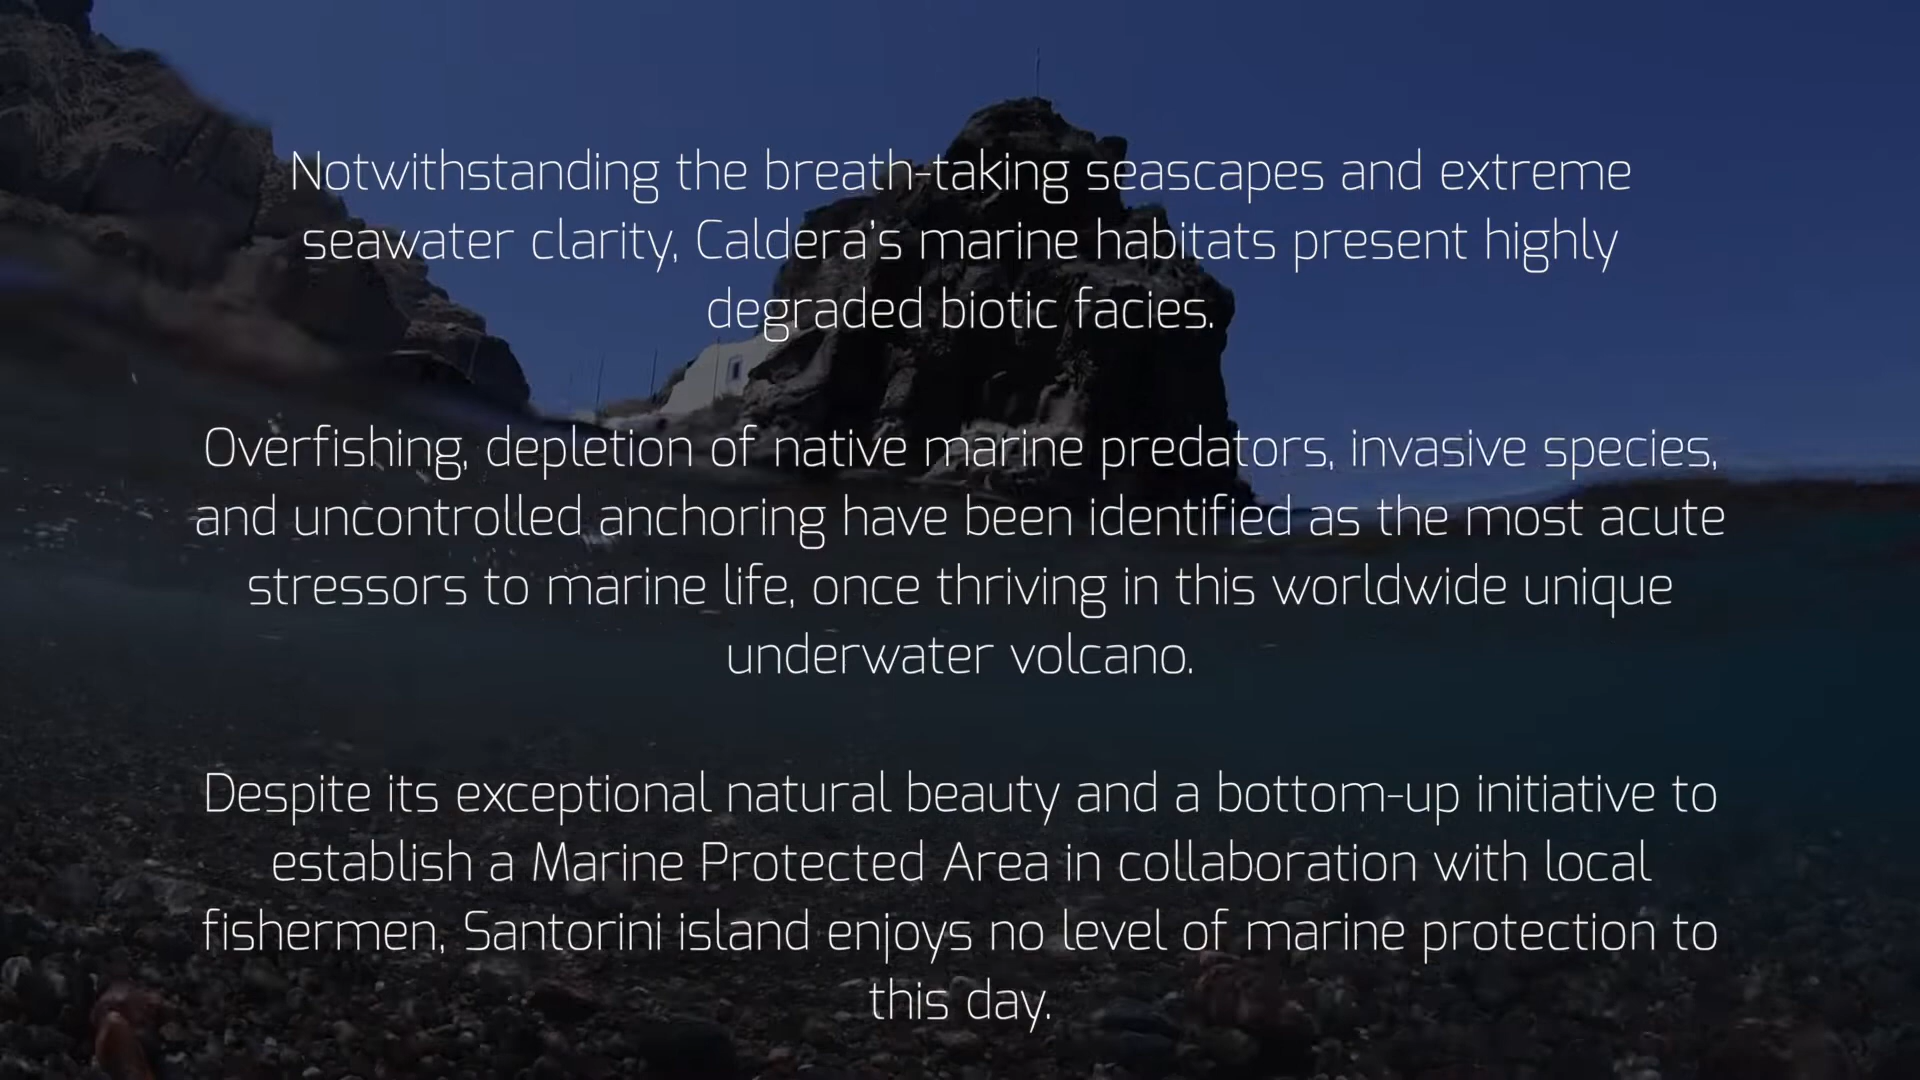 Notwithstanding the breath-taking seascapes and extreme
seawater clarity, Caldera's marine habitats present highly
degraded biotic facies.
Overfishing, depletion of native marine predators, invasive species,
and uncontrolled anchoring have been identified as the most acute
stressors to marine life, once thriving in this worldwide unique
underwater volcano.
Despite its exceptional natural beauty and a bottom-up initiative to
establish a Marine Protected Area in collaboration with local
fishermen, Santorini island enjoys no level of marine protection to
this day.